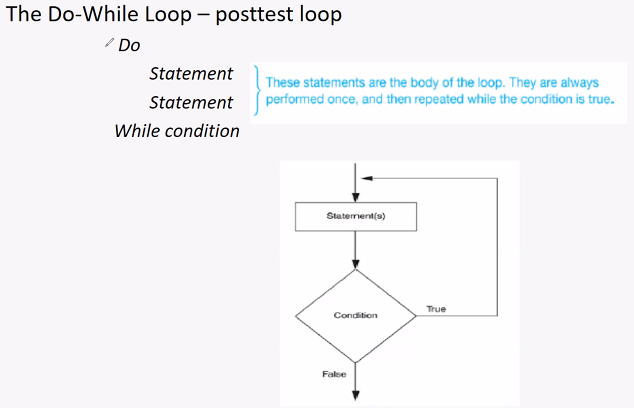 The Do-While Loop – posttest loop
Do
Statement
Statement
While condition
These statements are the body of the loop. They are always
performed once, and then repeated while the condition is true.
Statement(s)
Condition
True
False